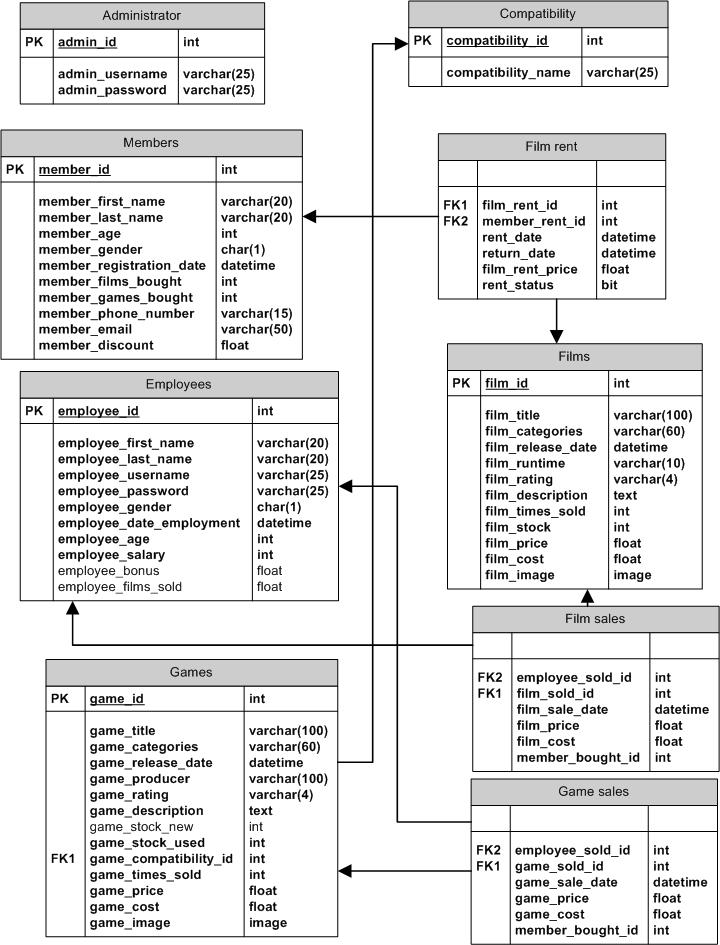 Administrator
PK admin_id int
admin_username varchar(25)
admin_password varchar(25)
Compatibility
PK compatibility_id int
compatibility_name varchar(25)
Members
PK member_id int
member_first_name varchar(20)
member_last_name varchar(20)
member_age int
member_gender char(1)
member_registration_date datetime
member_films_bought int
member_games_bought int
member_phone_number varchar(15)
member_email varchar(50)
member_discount float
Film rent
FK1 film_rent_id int
FK2 member_rent_id int
rent_date datetime
return_date datetime
film_rent_price float
rent_status bit
Films
PK film_id int
film_title varchar(100)
film_categories varchar(60)
film_release_date datetime
film_runtime varchar(10)
film_rating varchar(4)
film_description text
film_times_sold int
film_stock int
film_price float
film_cost float
film_image image
Employees
PK employee_id int
employee_first_name varchar(20)
employee_last_name varchar(20)
employee_username varchar(25)
employee_password varchar(25)
employee_gender char(1)
employee_date_employment datetime
employee_age int
employee_salary int
employee_bonus float
employee_films_sold float
Film sales
FK2 employee_sold_id int
FK1 film_sold_id int
film_sale_date datetime
film_price float
film_cost float
member_bought_id int
Games
PK game_id int
game_title varchar(100)
game_categories varchar(60)
game_release_date datetime
game_producer varchar(100)
game_rating varchar(4)
game_description text
game_stock_new int
game_stock_used int
FK1 game_compatibility_id int
game_times_sold int
game_price float
game_cost float
game_image image
Game sales
FK2 employee_sold_id int
FK1 game_sold_id int
game_sale_date datetime
game_price float
game_cost float
member_bought_id int